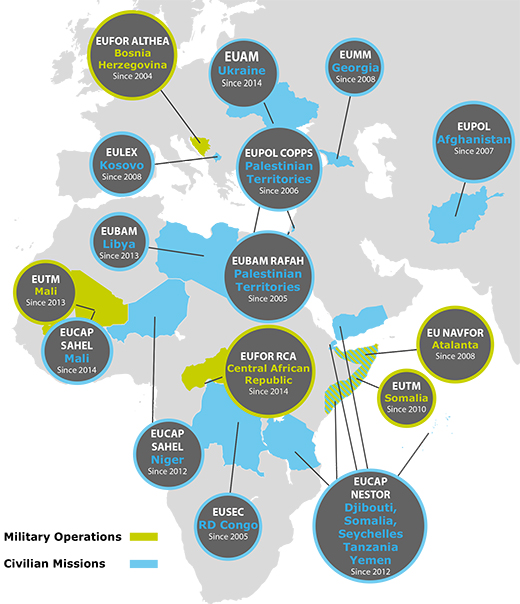 EUFOR ALTHEA
Bosnia
Herzegovina
Since 2004
EUAM
Ukraine
Since 2014
EUMM
Georgia
Since 2008
EULEX
Kosovo
Since 2008
EUPOL COPPS
Palestinian
Territories
Since 2006
EUPOL
Afghanistan
Since 2007
EUBAM
Libya
Since 2013
EUBAM RAFAH
Palestinian
Territories
Since 2005
EUTM
Mali
Since 2013
EUCAP
SAHEL
Mali
Since 2014
EUFOR RCA
Central African
Republic
Since 2014
EU NAVFOR
Atalanta
Since 2008
EUTM
Somalia
Since 2010
EUCAP
SAHEL
Niger
Since 2012
EUSEC
RD Congo
Since 2005
EUCAP
NESTOR
Djibouti,
Somalia,
Seychelles
Tanzania
Yemen
Since 2012
Military Operations
Civilian Missions